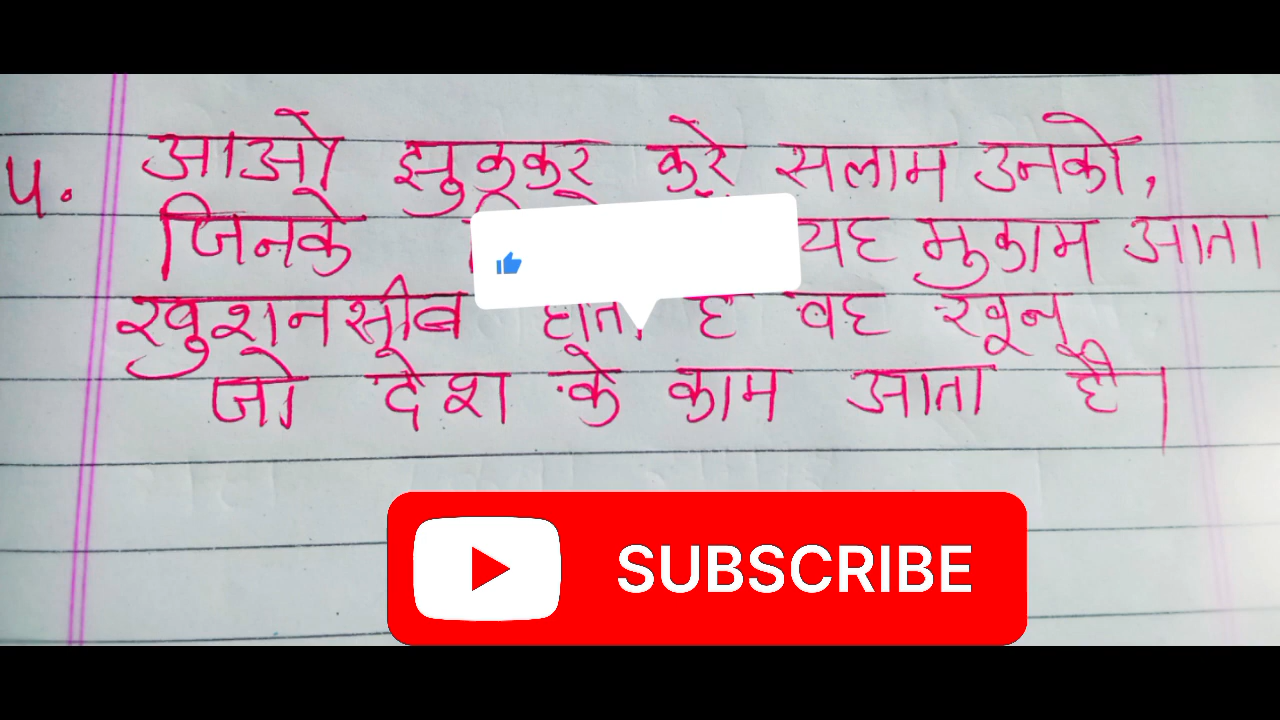 ५. आओ झुककर करे सलाम उनको,
जिनके यह मुकाम आता
खुशनसीब होता है वह खून
जो देश के काम आता है।
SUBSCRIBE